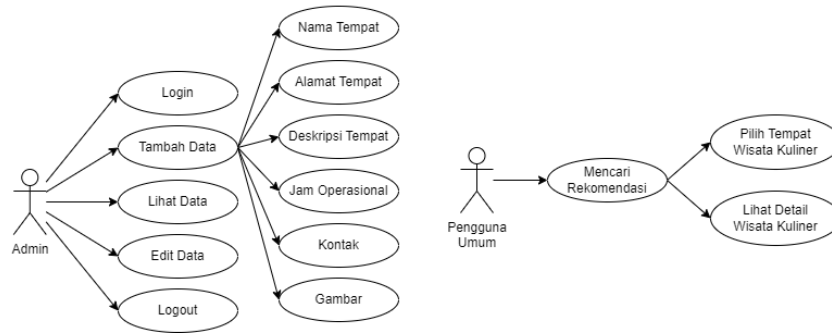 Nama Tempat
Login
Alamat Tempat
Tambah Data
Deskripsi Tempat
Lihat Data
Jam Operasional
Admin
Edit Data
Kontak
Logout
Gambar
Pengguna
Umum
Mencari
Rekomendasi
Pilih Tempat
Wisata Kuliner
Lihat Detail
Wisata Kuliner